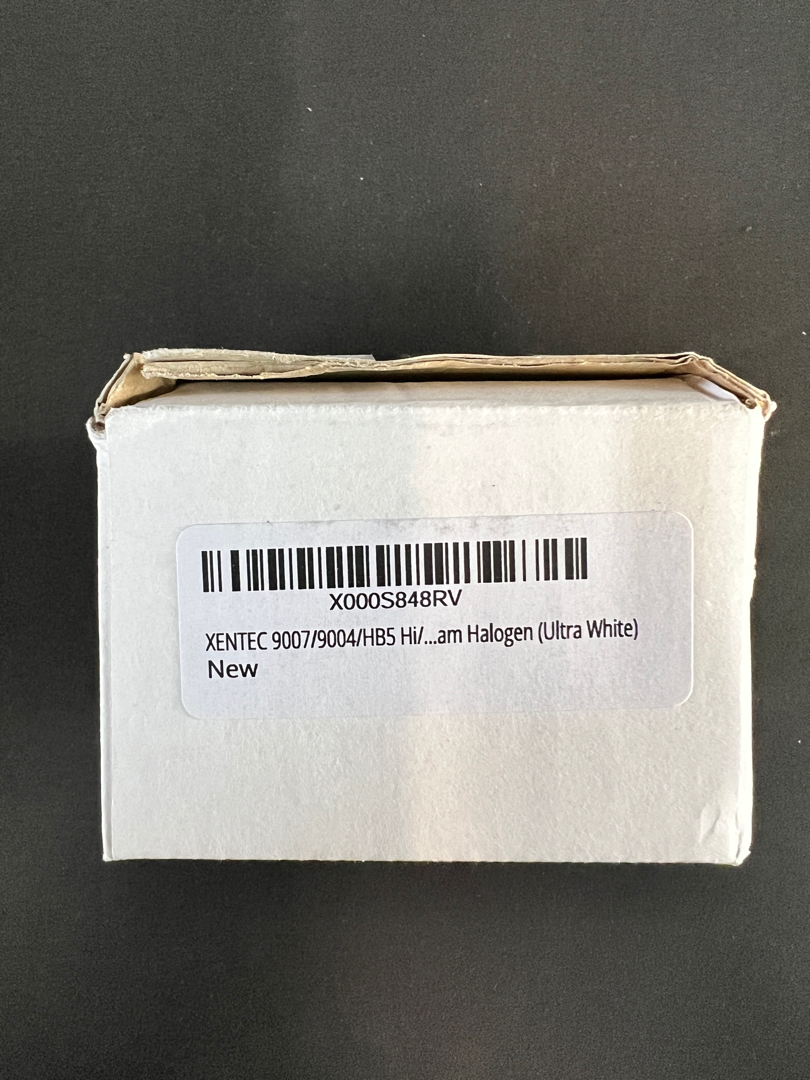 X000S848RV
XENTEC 9007/9004/HB5 Hi/...am Halogen (Ultra White)
New